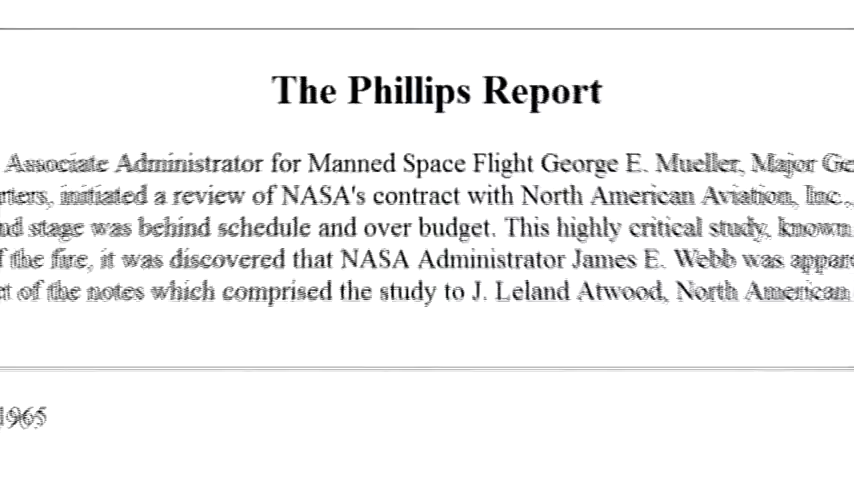 The Phillips Report
Associate Administrator for Manned Space Flight George E. Mueller, Major Ge
rters, initiated a review of NASA's contract with North American Aviation, Inc.,
nd stage was behind schedule and over budget. This highly critical study, known
f the fire, it was discovered that NASA Administrator James E. Webb was appare
et of the notes which comprised the study to J. Leland Atwood, North American
1965